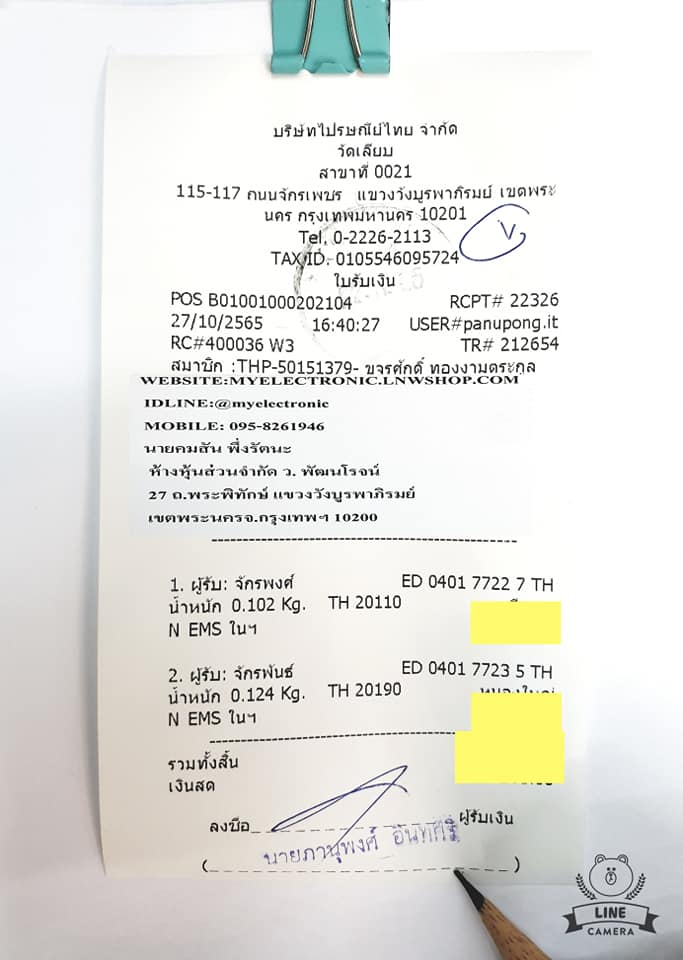 บริษัทไปรษณีย์ไทย จำกัด
วัดเลียบ
สาขาที่ 0021
115-117 ถนนจักรเพชร แขวงวังบูรพาภิรมย์ เขตพระ
นคร กรุงเทพมหานคร 10201
Tel. 0-2226-2113
TAX ID. 0105546095724
ใบรับเงิน
POS B01001000202104 RCPT# 22326
27/10/2565 16:40:27 USER#panupong.it
RC#400036 W3 TR# 212654
สมาชิก :THP-50151379- ขจรศักดิ์ ทองงามตระกูล
WEBSITE:MYELECTRONIC.LNWSHOP.COM
IDLINE:@myelectronic
MOBILE: 095-8261946
นายคมสัน พึ่งรัตนะ
ห้างหุ้นส่วนจำกัด ว. พัฒนโรจน์
27 ถ.พระพิทักษ์ แขวงวังบูรพาภิรมย์
เขตพระนครจ.กรุงเทพฯ 10200
1. ผู้รับ: จักรพงศ์ ED 0401 7722 7 TH
น้ำหนัก 0.102 Kg. TH 20110
N EMS ในฯ
2. ผู้รับ: จักรพันธ์ ED 0401 7723 5 TH
น้ำหนัก 0.124 Kg. TH 20190
N EMS ในฯ
รวมทั้งสิ้น
เงินสด
ลงชื่อ ผู้รับเงิน
นายภานุพงศ์ อินทศิริ
( )
LINE
CAMERA